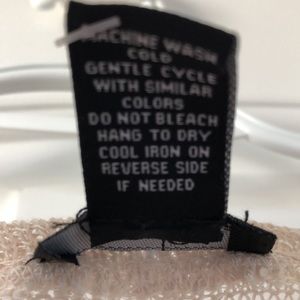 MACHINE WASH
COLD
GENTLE CYCLE
WITH SIMILAR
COLORS
DO NOT BLEACH
HANG TO DRY
COOL IRON ON
REVERSE SIDE
IF NEEDED